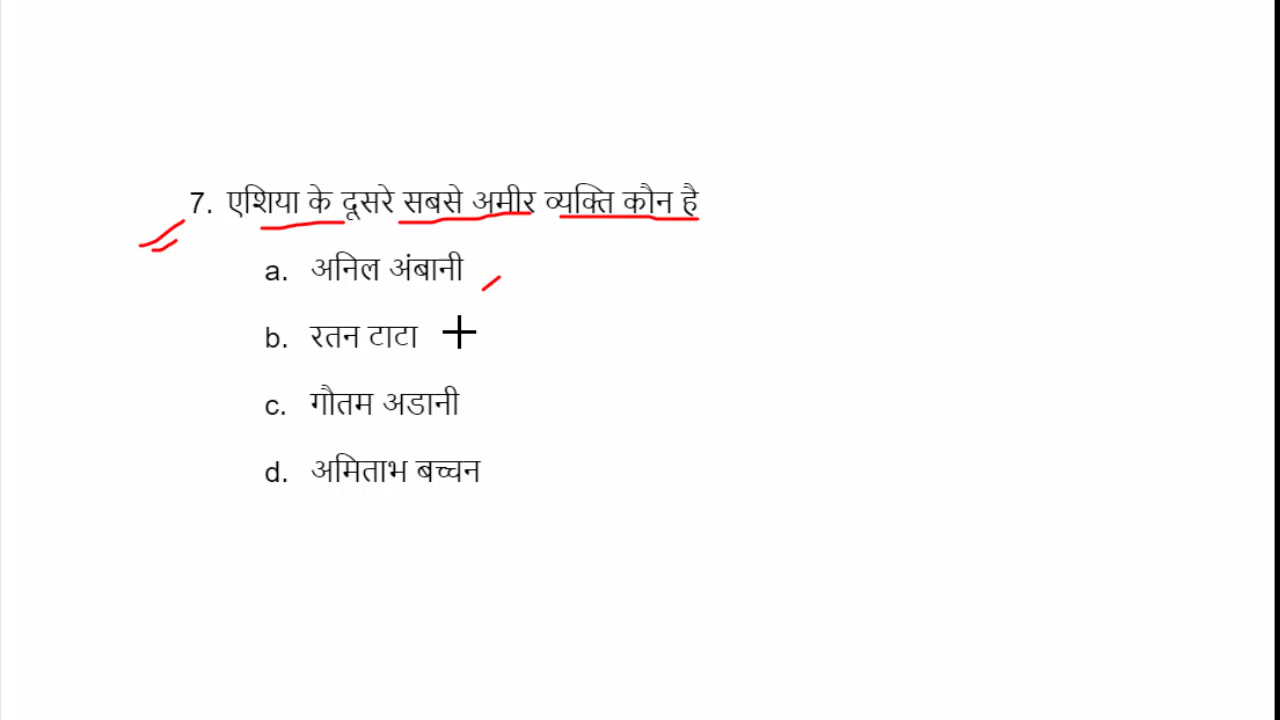 7. एशिया के दूसरे सबसे अमीर व्यक्ति कौन है
a. अनिल अंबानी
b. रतन टाटा
c. गौतम अडानी
d. अमिताभ बच्चन